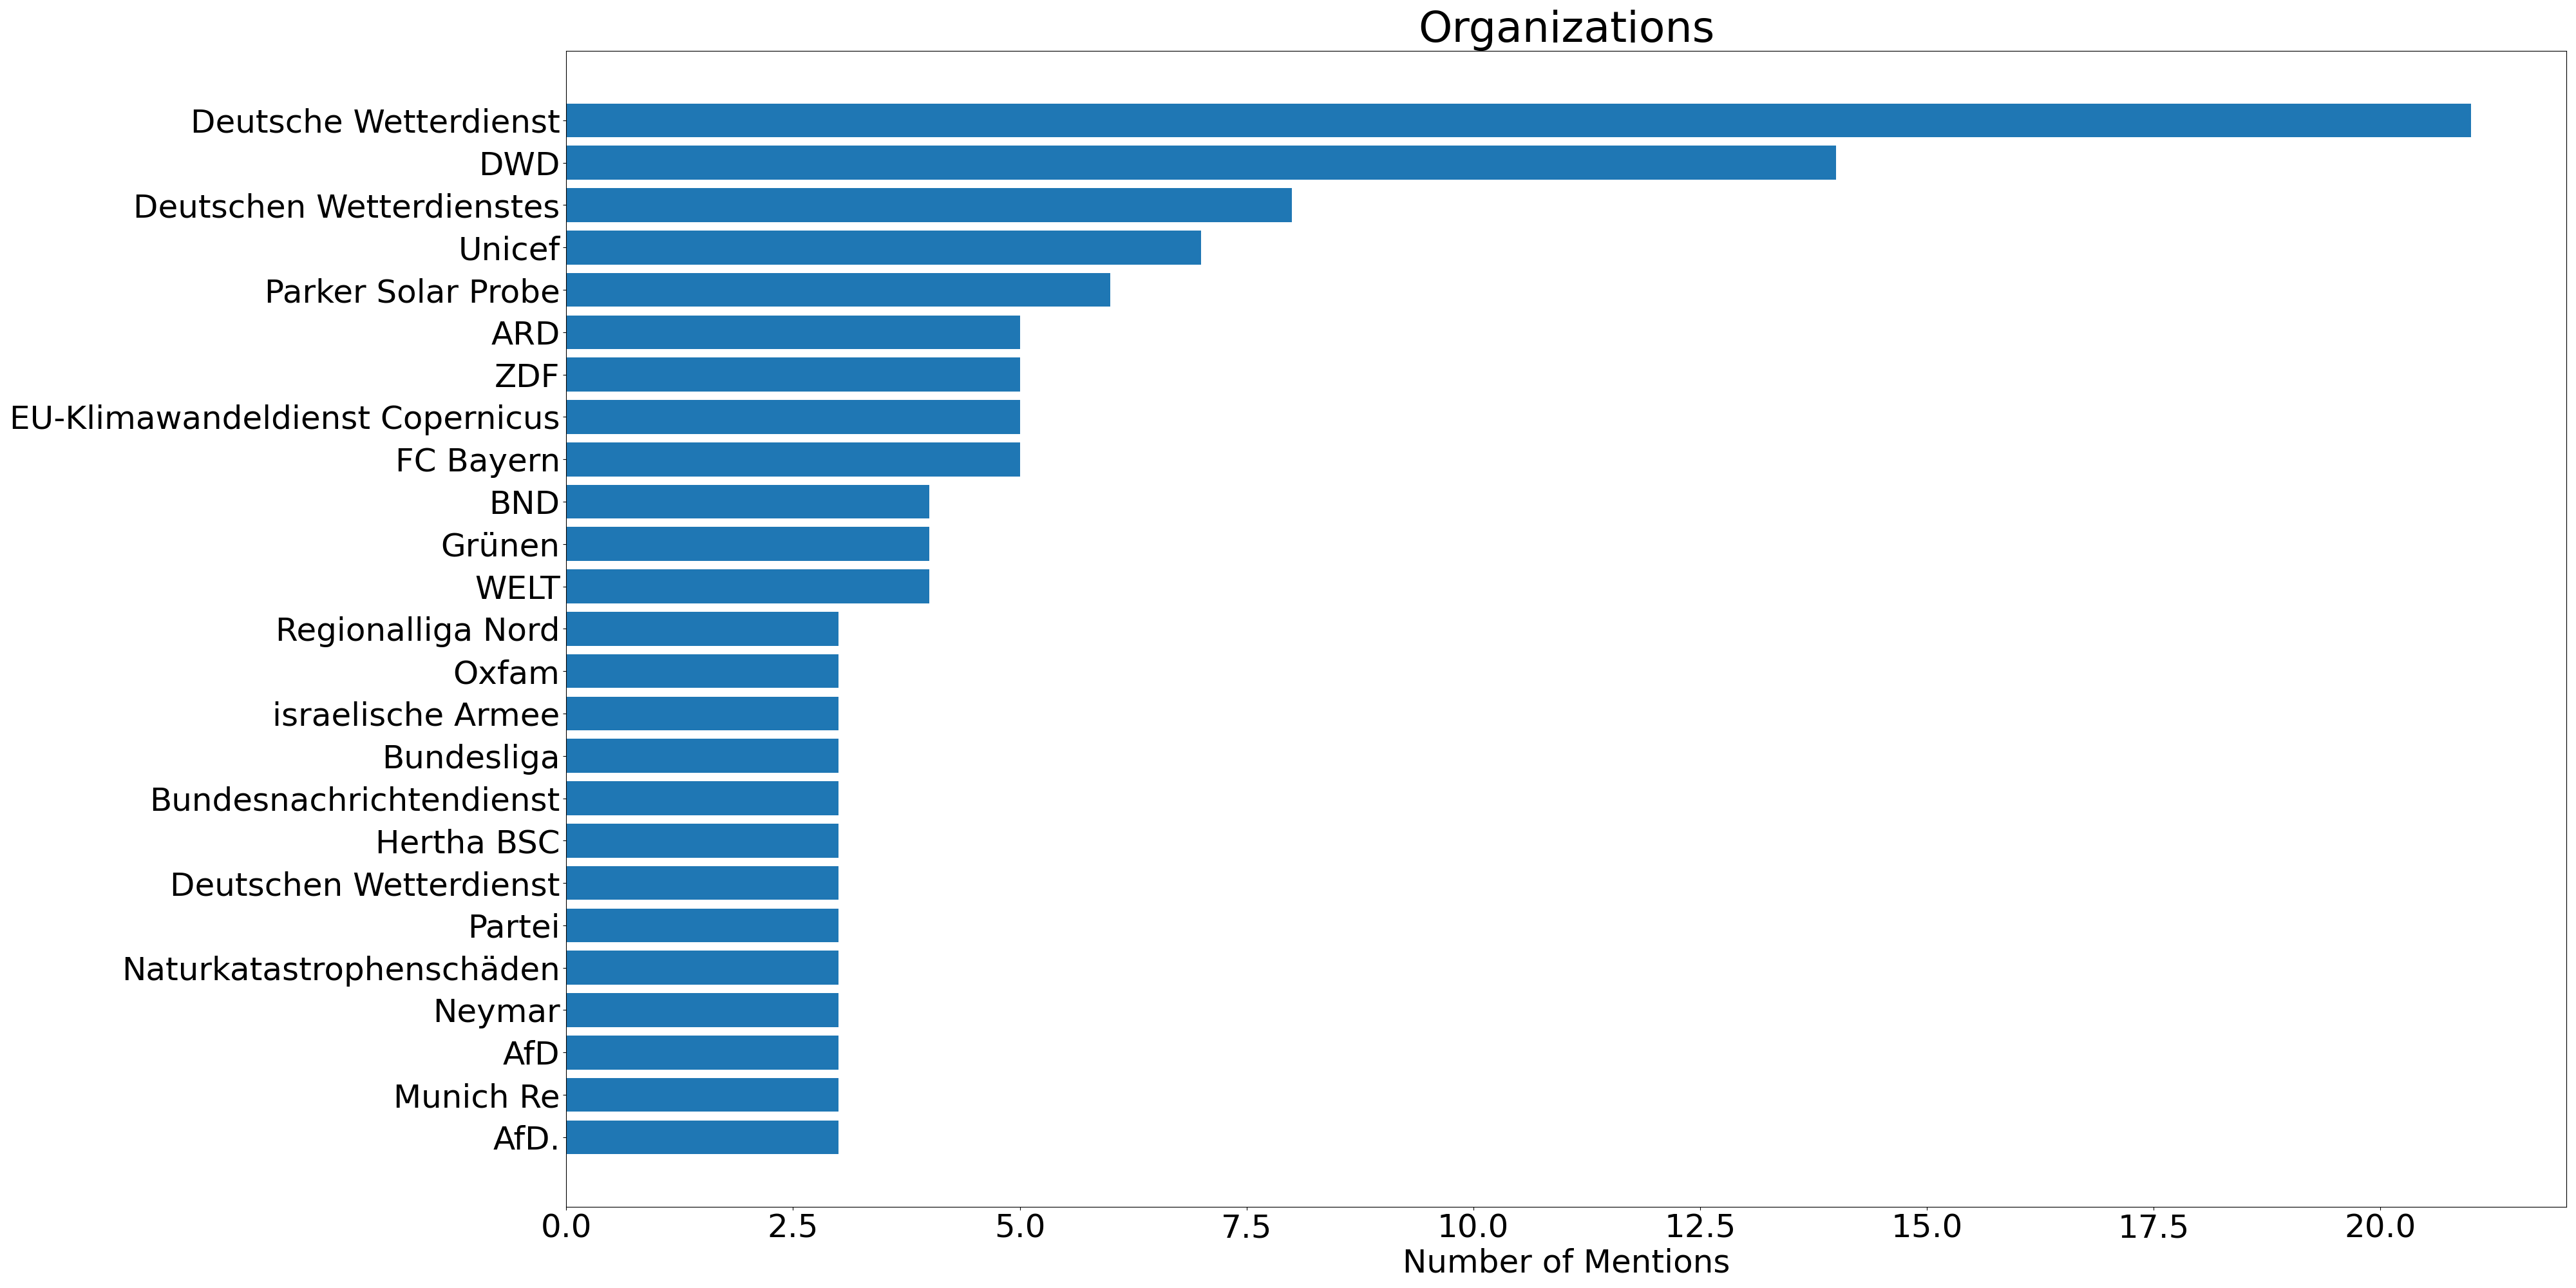 Organizations
Deutsche Wetterdienst
DWD
Deutschen Wetterdienstes
Unicef
Parker Solar Probe
ARD
ZDF
EU-Klimawandeldienst Copernicus
FC Bayern
BND
Grünen
WELT
Regionalliga Nord
Oxfam
israelische Armee
Bundesliga
Bundesnachrichtendienst
Hertha BSC
Deutschen Wetterdienst
Partei
Naturkatastrophenschäden
Neymar
AfD
Munich Re
AfD.
0.0 2.5 5.0 7.5 10.0 12.5 15.0 17.5 20.0
Number of Mentions